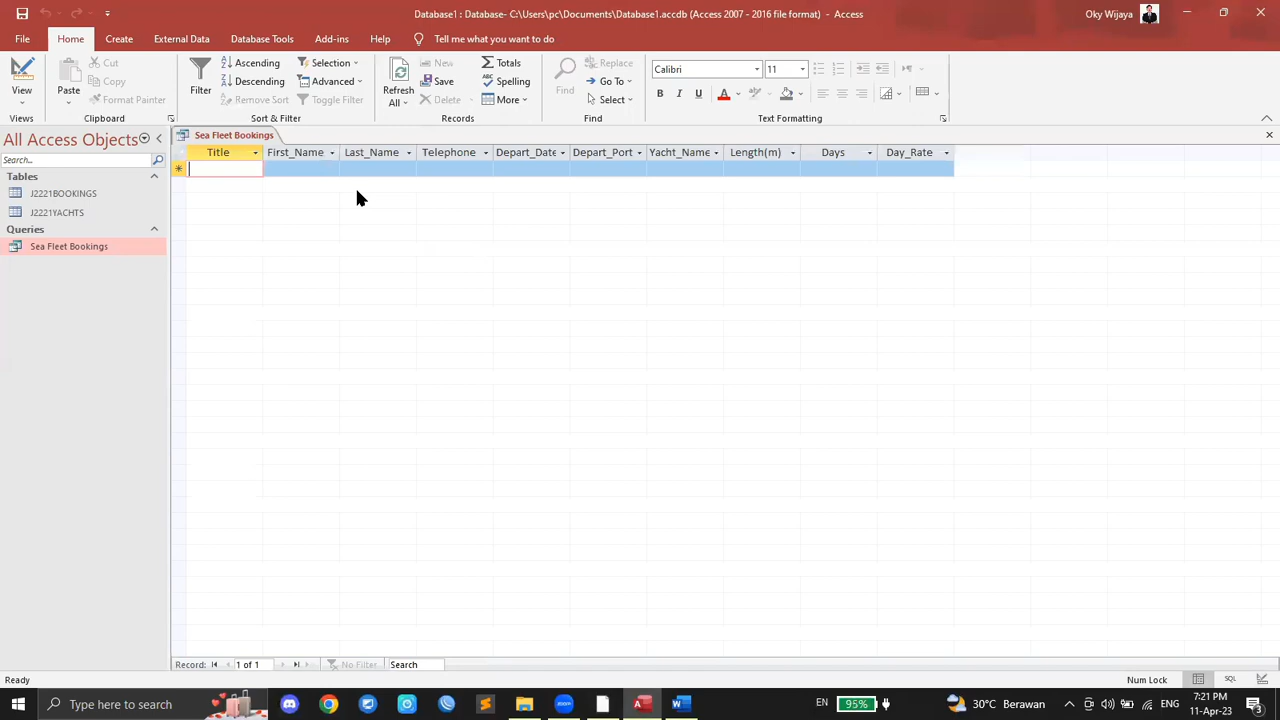 Database1 : Database- C:\Users\pc\Documents\Database1.accdb (Access 2007 - 2016 file format) - Access
Oky Wijaya
File Home Create External Data Database Tools Add-ins Help Tell me what you want to do
View
Views
Paste
Cut
Copy
Format Painter
Clipboard
Filter
Ascending
Descending
Remove Sort
Selection
Advanced
Toggle Filter
Sort & Filter
Refresh
All
New
Save
Delete
Totals
Spelling
More
Records
Find
Replace
Go To
Select
Find
Calibri 11
B I U A
Text Formatting
All Access Objects
Search...
Tables
J2221BOOKINGS
J2221YACHTS
Queries
Sea Fleet Bookings
Sea Fleet Bookings
Title First_Name Last_Name Telephone Depart_Date Depart_Port Yacht_Name Length(m) Days Day_Rate
Record: 1 of 1 No Filter Search
Ready Num Lock SQL
Type here to search EN 95% 30°C Berawan ENG 7:21 PM
11-Apr-23 3